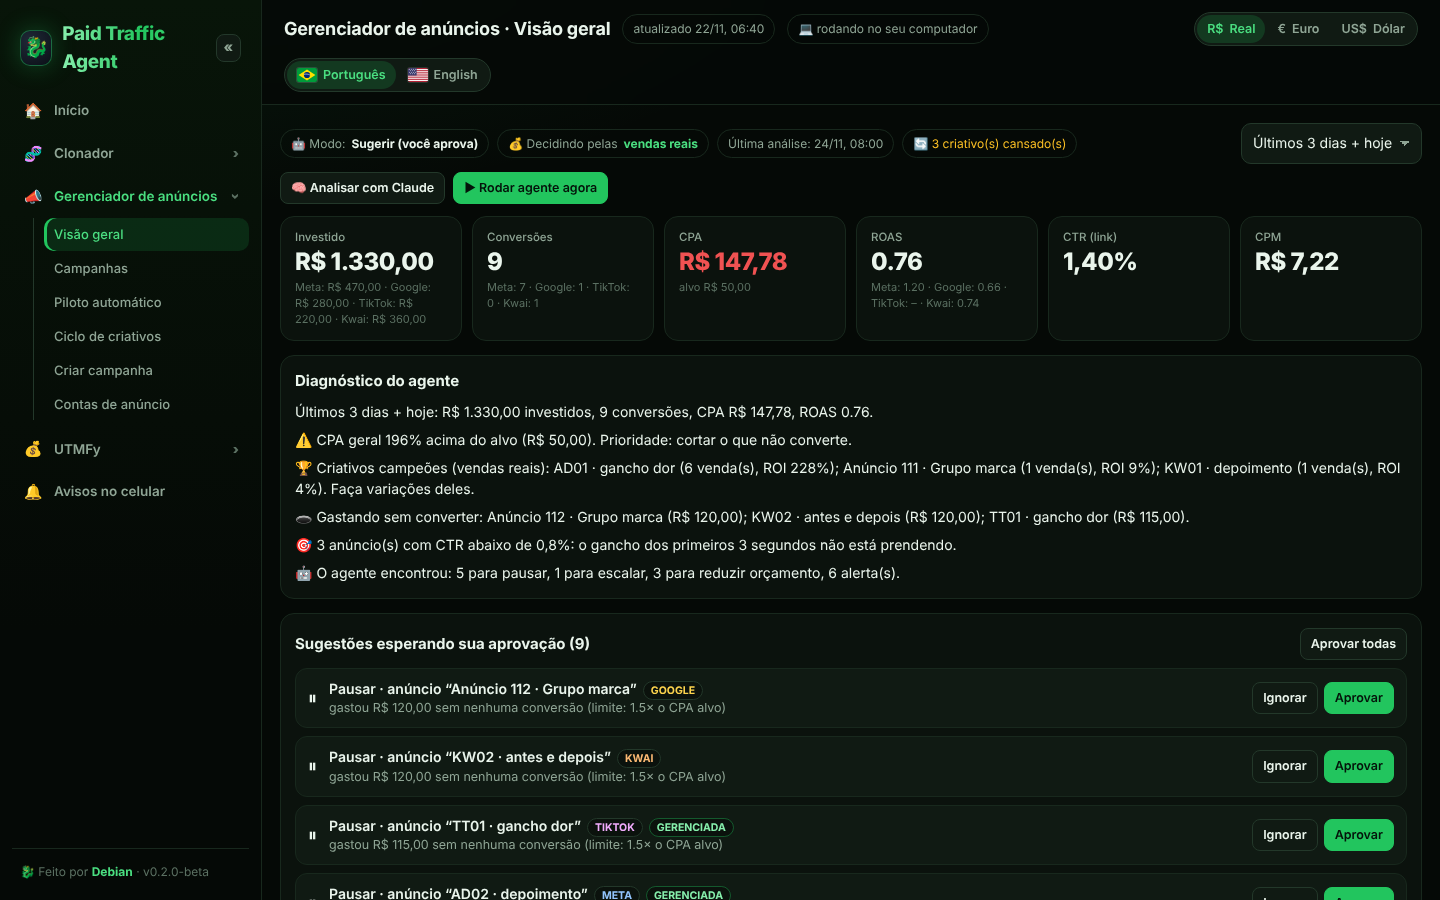 Paid Traffic
Agent
«
Início
Clonador
Gerenciador de anúncios
Visão geral
Campanhas
Piloto automático
Ciclo de criativos
Criar campanha
Contas de anúncio
UTMFy
Avisos no celular
Feito por Debian · v0.2.0-beta
Gerenciador de anúncios · Visão geral
atualizado 22/11, 06:40
rodando no seu computador
R$ Real
€ Euro
US$ Dólar
Português
English
Modo: Sugerir (você aprova)
Decidindo pelas vendas reais
Última análise: 24/11, 08:00
3 criativo(s) cansado(s)
Últimos 3 dias + hoje
Analisar com Claude
Rodar agente agora
Investido
R$ 1.330,00
Meta: R$ 470,00 · Google:
R$ 280,00 · TikTok: R$
220,00 · Kwai: R$ 360,00
Conversões
9
Meta: 7 · Google: 1 · TikTok:
0 · Kwai: 1
CPA
R$ 147,78
alvo R$ 50,00
ROAS
0.76
Meta: 1.20 · Google: 0.66 ·
TikTok: – · Kwai: 0.74
CTR (link)
1,40%
CPM
R$ 7,22
Diagnóstico do agente
Últimos 3 dias + hoje: R$ 1.330,00 investidos, 9 conversões, CPA R$ 147,78, ROAS 0.76.
⚠️ CPA geral 196% acima do alvo (R$ 50,00). Prioridade: cortar o que não converte.
🏆 Criativos campeões (vendas reais): AD01 · gancho dor (6 venda(s), ROI 228%); Anúncio 111 · Grupo marca (1 venda(s), ROI 9%); KW01 · depoimento (1 venda(s), ROI
4%). Faça variações deles.
🕳️ Gastando sem converter: Anúncio 112 · Grupo marca (R$ 120,00); KW02 · antes e depois (R$ 120,00); TT01 · gancho dor (R$ 115,00).
🎯 3 anúncio(s) com CTR abaixo de 0,8%: o gancho dos primeiros 3 segundos não está prendendo.
🤖 O agente encontrou: 5 para pausar, 1 para escalar, 3 para reduzir orçamento, 6 alerta(s).
Sugestões esperando sua aprovação (9)
Aprovar todas
Pausar · anúncio “Anúncio 112 · Grupo marca” GOOGLE
gastou R$ 120,00 sem nenhuma conversão (limite: 1.5× o CPA alvo)
Ignorar
Aprovar
Pausar · anúncio “KW02 · antes e depois” KWAI
gastou R$ 120,00 sem nenhuma conversão (limite: 1.5× o CPA alvo)
Ignorar
Aprovar
Pausar · anúncio “TT01 · gancho dor” TIKTOK GERENCIADA
gastou R$ 115,00 sem nenhuma conversão (limite: 1.5× o CPA alvo)
Ignorar
Aprovar
Pausar · anúncio “AD02 · depoimento” META GERENCIADA